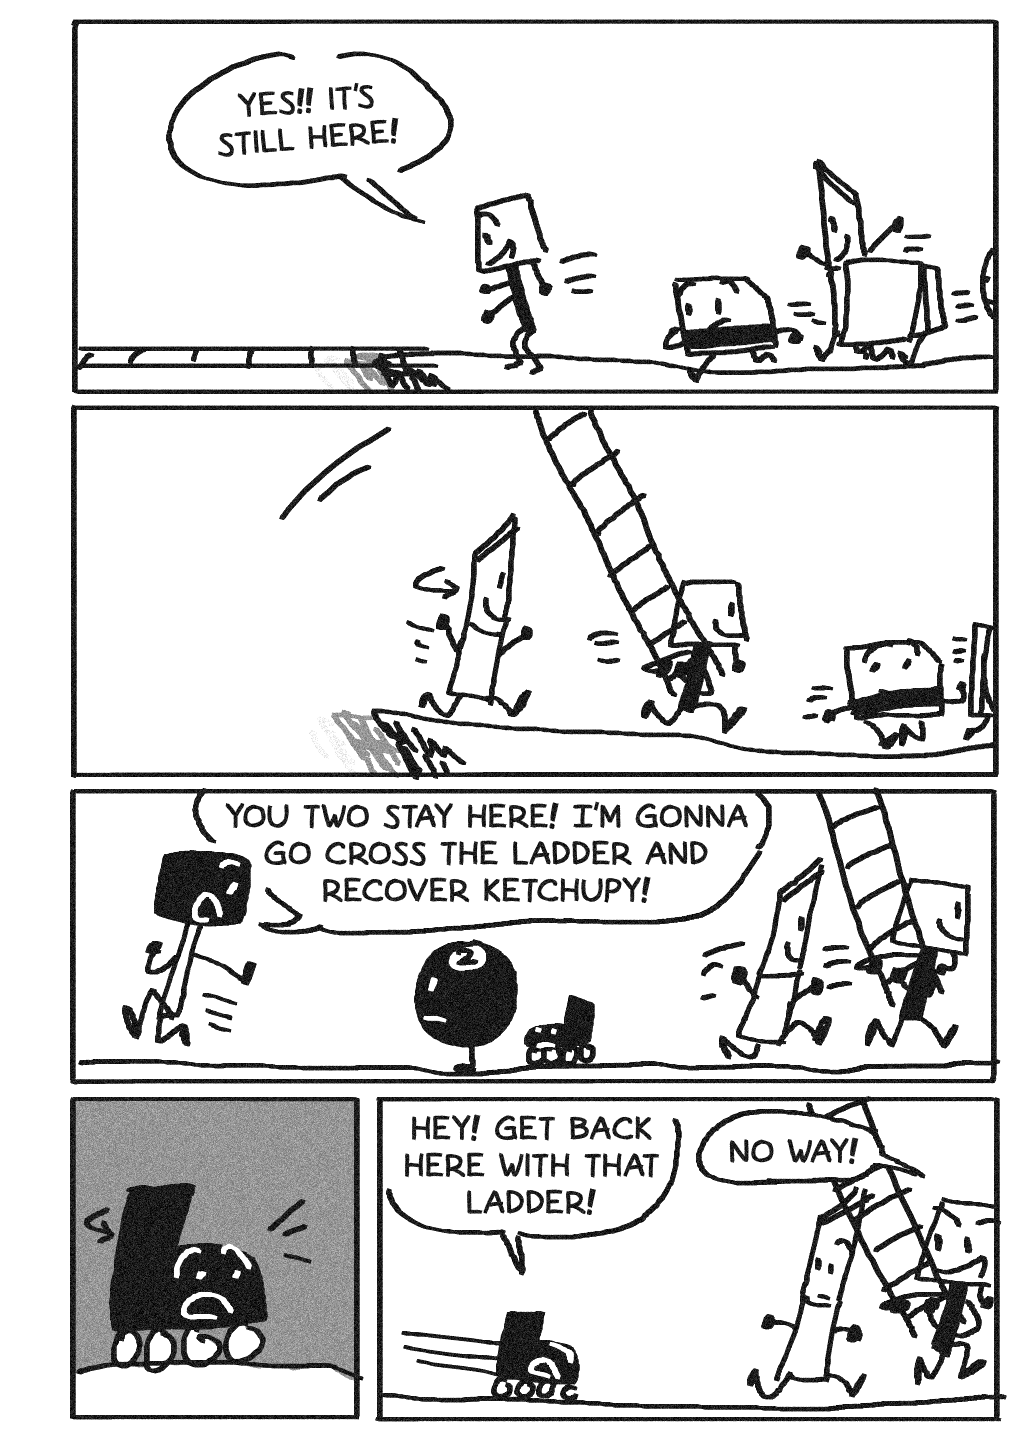 YES!! IT'S
STILL HERE!
YOU TWO STAY HERE! I'M GONNA
GO CROSS THE LADDER AND
RECOVER KETCHUPY!
2
HEY! GET BACK
HERE WITH THAT
LADDER!
NO WAY!